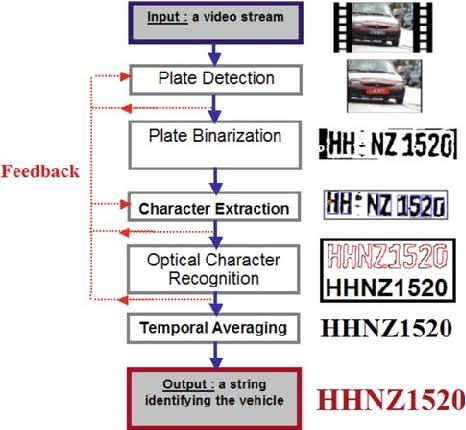 Input : a video stream
Plate Detection
Plate Binarization
HH NZ 1520
Feedback
Character Extraction
HH NZ 1520
Optical Character
Recognition
HHNZ1520
HHNZ1520
Temporal Averaging
HHNZ1520
Output : a string
identifying the vehicle
HHNZ1520